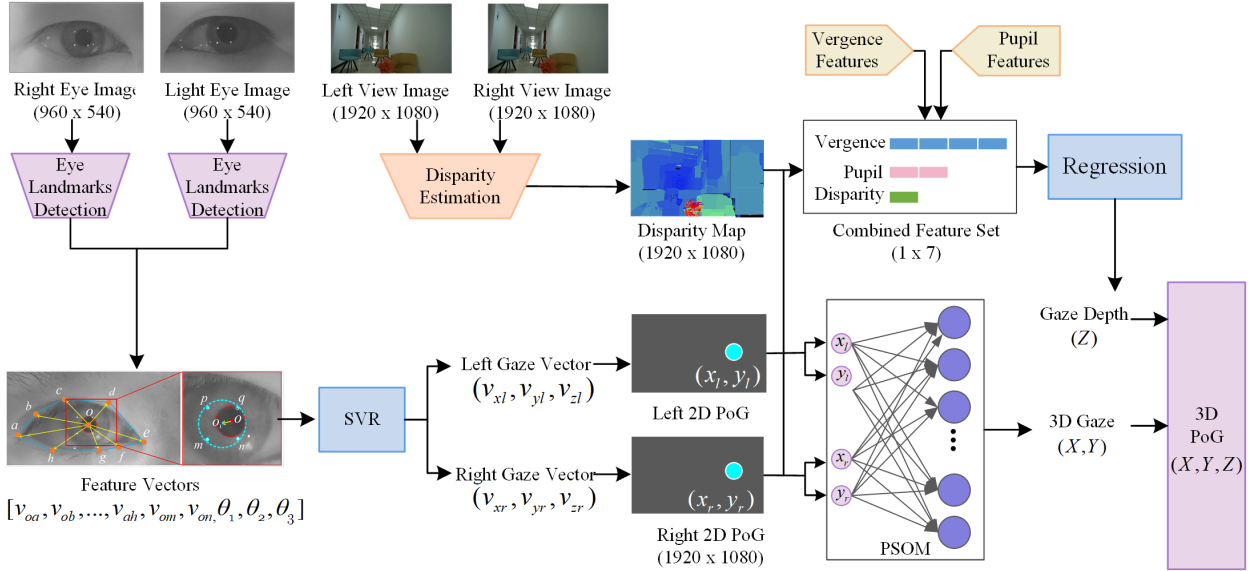 Right Eye Image
(960 x 540)
Light Eye Image
(960 x 540)
Left View Image
(1920 x 1080)
Right View Image
(1920 x 1080)
Vergence
Features
Pupil
Features
Eye
Landmarks
Detection
Eye
Landmarks
Detection
Disparity
Estimation
Disparity Map
(1920 x 1080)
Vergence
Pupil
Disparity
Combined Feature Set
(1 x 7)
Regression
Gaze Depth
(Z)
a
b
c
d
e
f
g
h
o
p
q
m
n
o,
o
Feature Vectors
[v_oa, v_ob, ..., v_ah, v_om, v_on, θ_1, θ_2, θ_3]
SVR
Left Gaze Vector
(v_xl, v_yl, v_zl)
Right Gaze Vector
(v_xr, v_yr, v_zr)
(x_l, y_l)
Left 2D PoG
(x_r, y_r)
Right 2D PoG
(1920 x 1080)
x_l
y_l
x_r
y_r
PSOM
3D Gaze
(X,Y)
3D
PoG
(X,Y,Z)